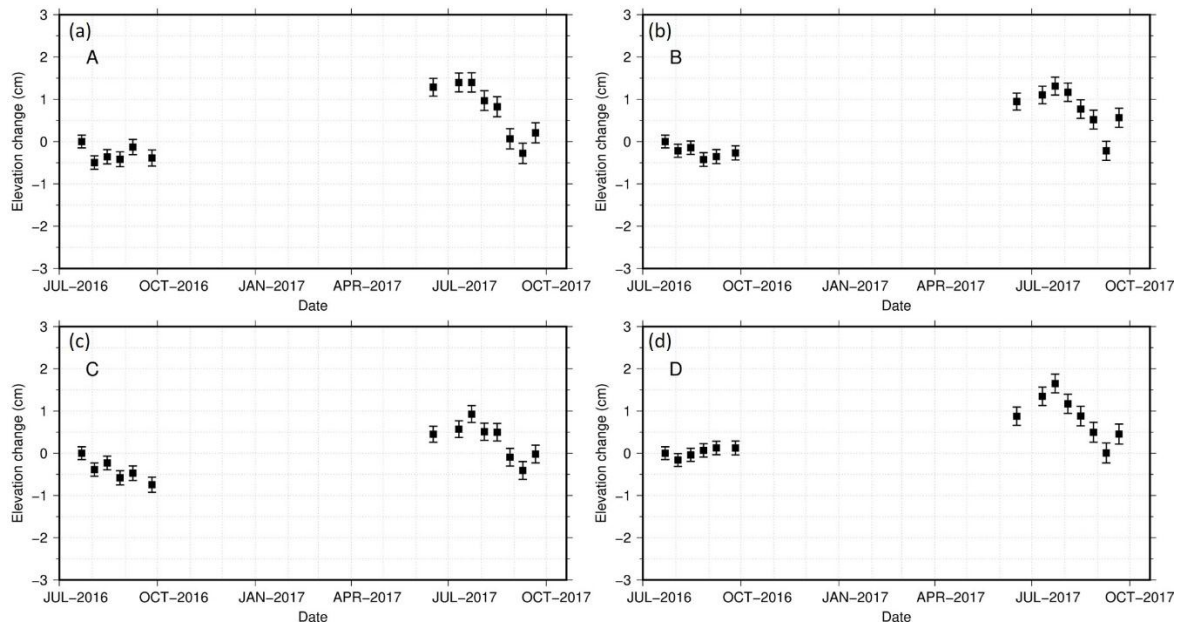 (a)
A
3
2
1
0
−1
−2
−3
Elevation change (cm)
JUL−2016 OCT−2016 JAN−2017 APR−2017 JUL−2017 OCT−2017
Date
(b)
B
3
2
1
0
−1
−2
−3
Elevation change (cm)
JUL−2016 OCT−2016 JAN−2017 APR−2017 JUL−2017 OCT−2017
Date
(c)
C
3
2
1
0
−1
−2
−3
Elevation change (cm)
JUL−2016 OCT−2016 JAN−2017 APR−2017 JUL−2017 OCT−2017
Date
(d)
D
3
2
1
0
−1
−2
−3
Elevation change (cm)
JUL−2016 OCT−2016 JAN−2017 APR−2017 JUL−2017 OCT−2017
Date